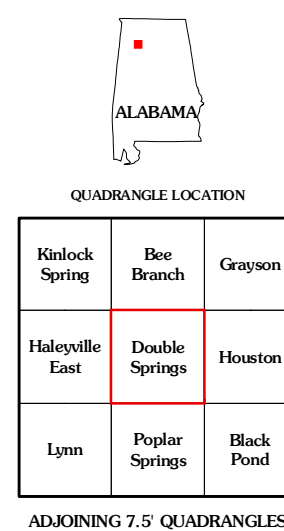 ALABAMA
QUADRANGLE LOCATION
Kinlock
Spring
Bee
Branch
Grayson
Haleyville
East
Double
Springs
Houston
Lynn
Poplar
Springs
Black
Pond
ADJOINING 7.5' QUADRANGLES